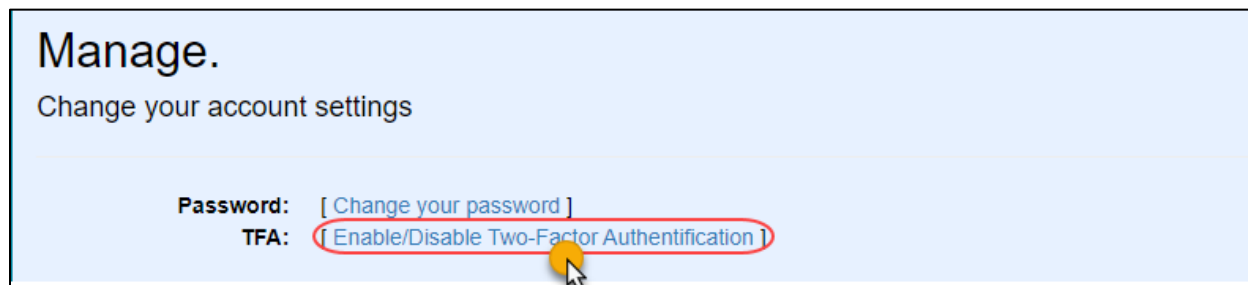 Manage.
Change your account settings
Password: [ Change your password ]
TFA: [ Enable/Disable Two-Factor Authentification ]